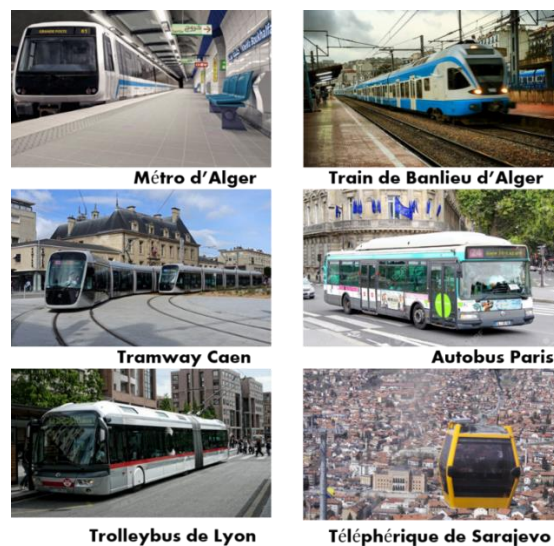 Métro d'Alger
Train de Banlieu d'Alger
Tramway Caen
Autobus Paris
Trolleybus de Lyon
Téléphérique de Sarajevo